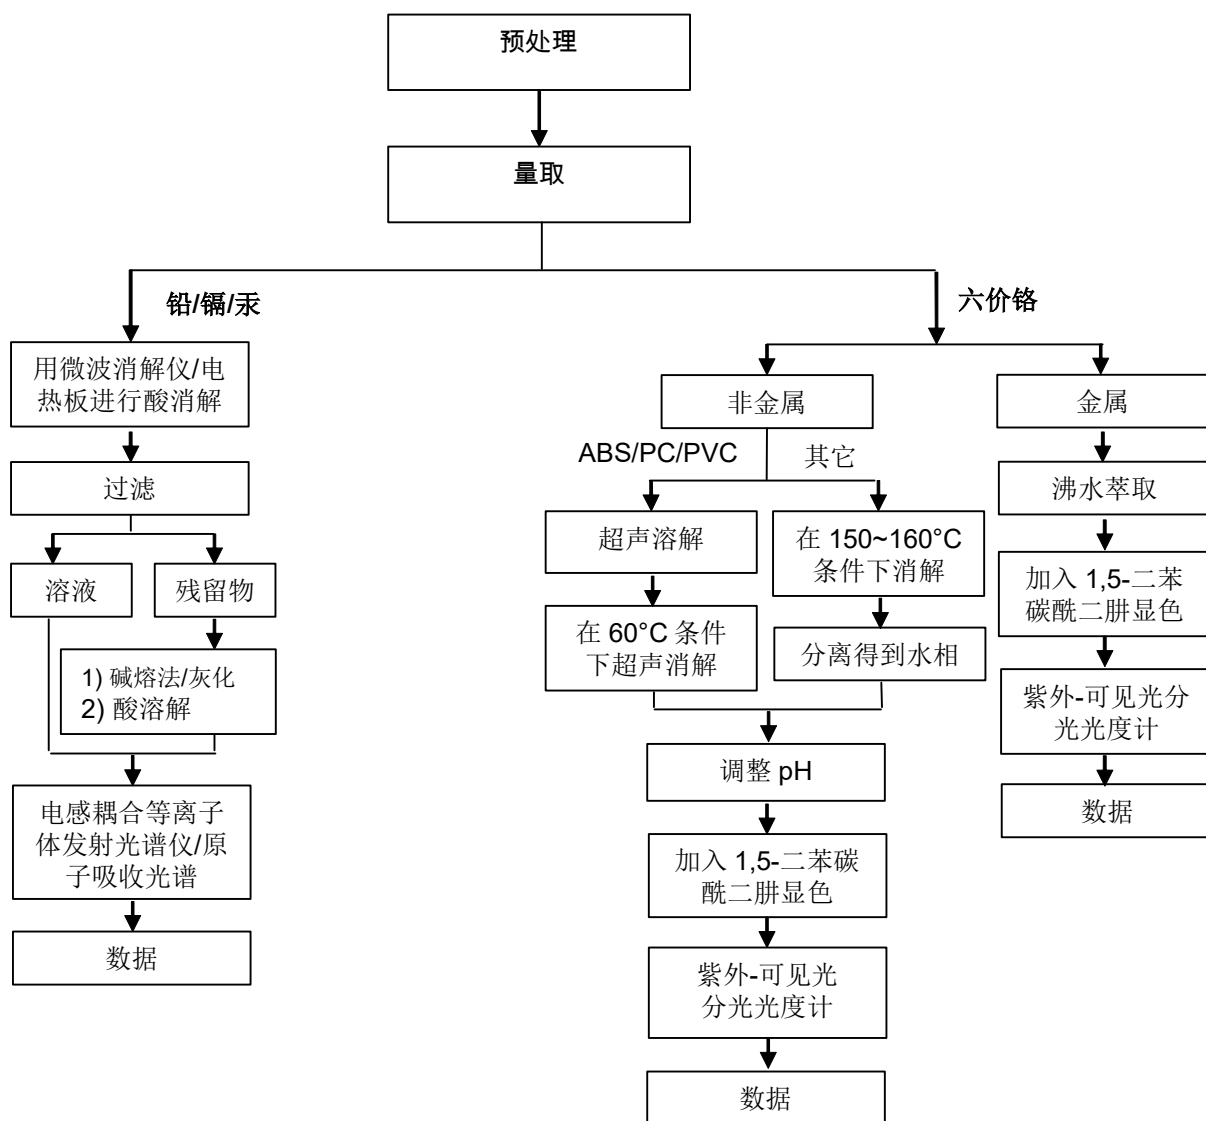 预处理
量取
铅/镉/汞
六价铬
用微波消解仪/电
热板进行酸消解
过滤
溶液
残留物
1) 碱熔法/灰化
2) 酸溶解
电感耦合等离子
体发射光谱仪/原
子吸收光谱
数据
非金属
ABS/PC/PVC
其它
超声溶解
在 60°C 条件
下超声消解
在 150~160°C
条件下消解
分离得到水相
调整 pH
加入 1,5-二苯碳
酰二肼显色
紫外-可见光
分光光度计
数据
金属
沸水萃取
加入 1,5-二苯
碳酰二肼显色
紫外-可见光分
光光度计
数据